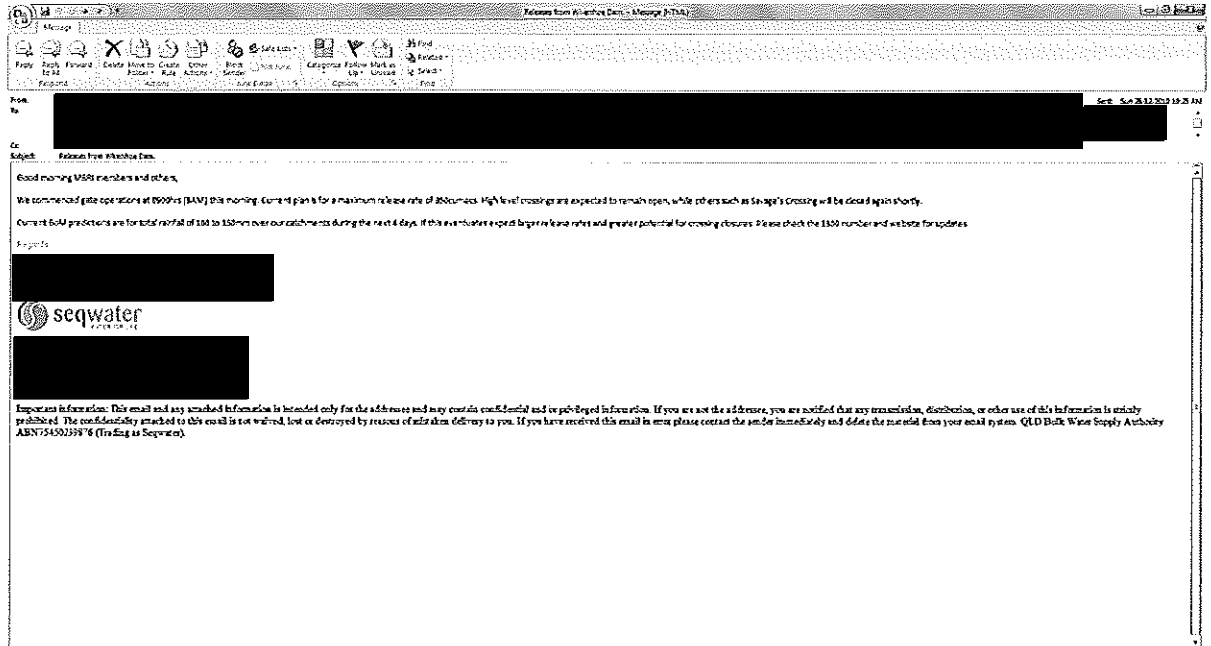 Releases from Wivenhoe Dam. - Message (HTML)
Message
Reply Reply to All Forward Delete Move to Folder Create Rule Other Actions Block Sender Safe Lists Not Junk Categorize Follow Up Mark as Unread Find Related Select
Respond Actions Junk E-mail Options Find
From: Sent: Sun
To:
Cc:
Subject: Releases from Wivenhoe Dam.
Good morning members and others,
We commenced gate operations at this morning. Current plan is for a maximum release rate of High level crossings are expected to remain open, while others such as Savage's Crossing will be closed again shortly.
Current BoM predictions are for total rainfall of 100 to 150mm over our catchments during the next 4 days. If this eventuates expect larger release rates and greater potential for crossing closures. Please check the 1800 number and website for updates.
Regards
seqwater
Important information: This email and any attached information is intended only for the addressee and may contain confidential and/or privileged information. If you are not the addressee, you are notified that any transmission, distribution, or other use of this information is strictly
prohibited. The confidentiality attached to this email is not waived, lost or destroyed by reasons of mistaken delivery to you. If you have received this email in error please contact the sender immediately and delete the material from your email system. QLD Bulk Water Supply Authority
ABN75450239876 (Trading as Seqwater).